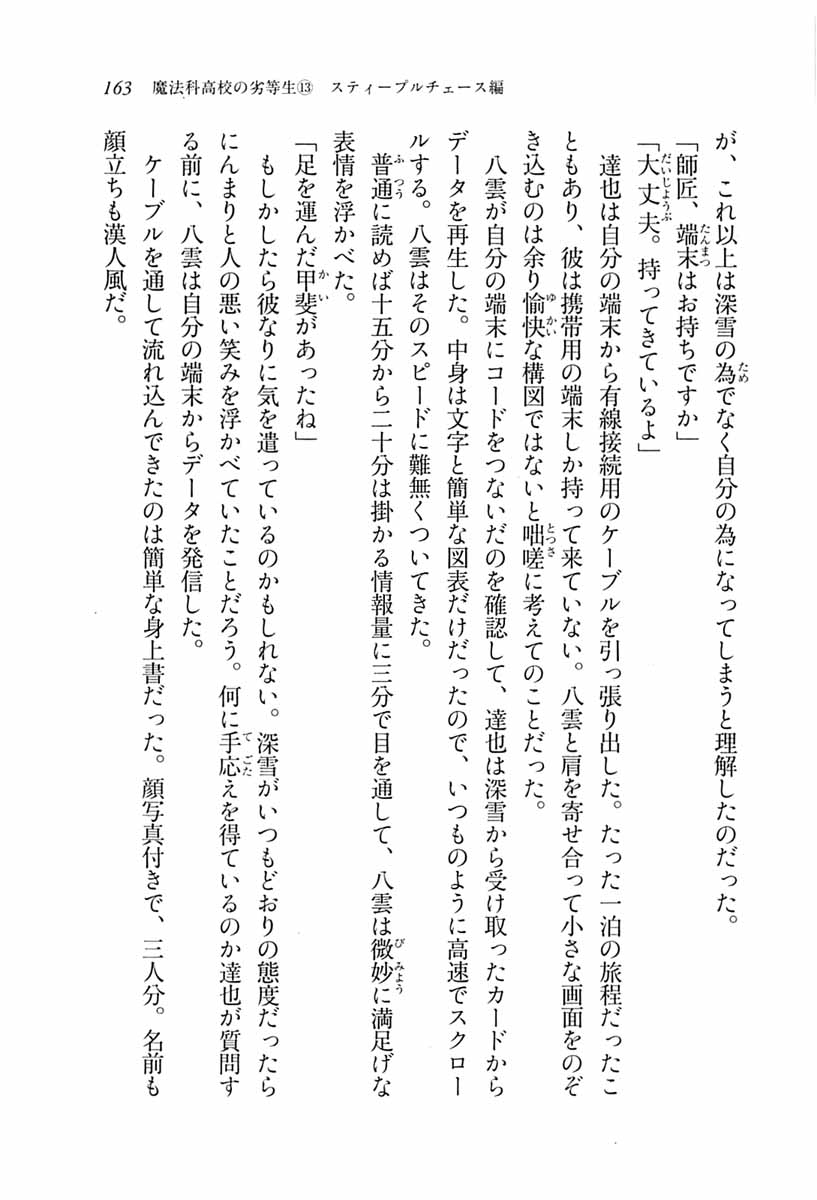 163　魔法科高校の劣等生⑬　スティープルチェース編
が、これ以上は深雪の為でなく自分の為になってしまうと理解したのだった。
「師匠、端末はお持ちですか」
「大丈夫。持ってきているよ」
　達也は自分の端末から有線接続用のケーブルを引っ張り出した。たった一泊の旅程だったこ
ともあり、彼は携帯用の端末しか持って来ていない。八雲と肩を寄せ合って小さな画面をのぞ
き込むのは余り愉快な構図ではないと咄嗟に考えてのことだった。
　八雲が自分の端末にコードをつないだのを確認して、達也は深雪から受け取ったカードから
データを再生した。中身は文字と簡単な図表だけだったので、いつものように高速でスクロー
ルする。八雲はそのスピードに難無くついてきた。
　普通に読めば十五分から二十分は掛かる情報量に三分で目を通して、八雲は微妙に満足げな
表情を浮かべた。
「足を運んだ甲斐があったね」
　もしかしたら彼なりに気を遣っているのかもしれない。深雪がいつもどおりの態度だったら
にんまりと人の悪い笑みを浮かべていたことだろう。何に手応えを得ているのか達也が質問す
る前に、八雲は自分の端末からデータを発信した。
　ケーブルを通して流れ込んできたのは簡単な身上書だった。顔写真付きで、三人分。名前も
顔立ちも漢人風だ。